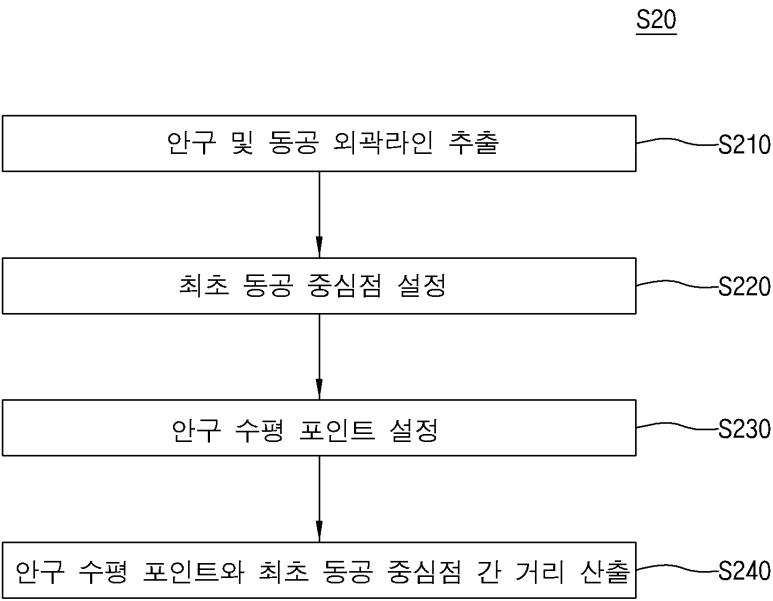 S20
안구 및 동공 외곽라인 추출
S210
최초 동공 중심점 설정
S220
안구 수평 포인트 설정
S230
안구 수평 포인트와 최초 동공 중심점 간 거리 산출
S240